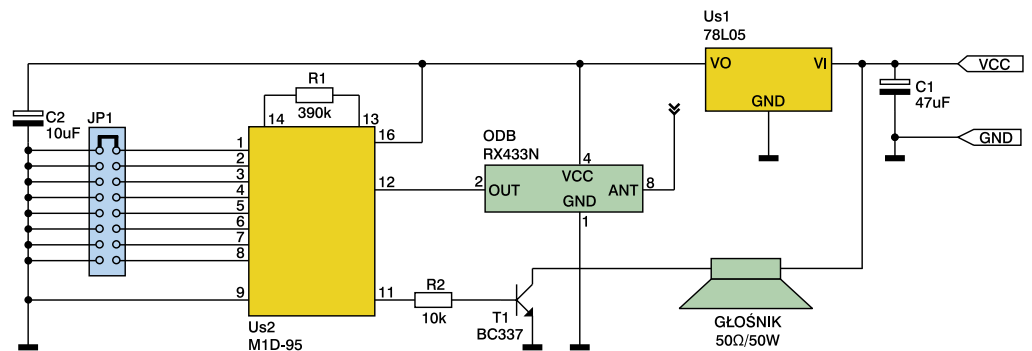 Us1
78L05
VO
VI
GND
VCC
C1
47uF
GND
R1
390k
14
13
16
C2
10uF
JP1
1
2
3
4
5
6
7
8
9
12
11
ODB
RX433N
4
2
OUT
VCC
ANT
8
GND
1
R2
10k
T1
BC337
Us2
M1D-95
GŁOŚNIK
50Ω/50W